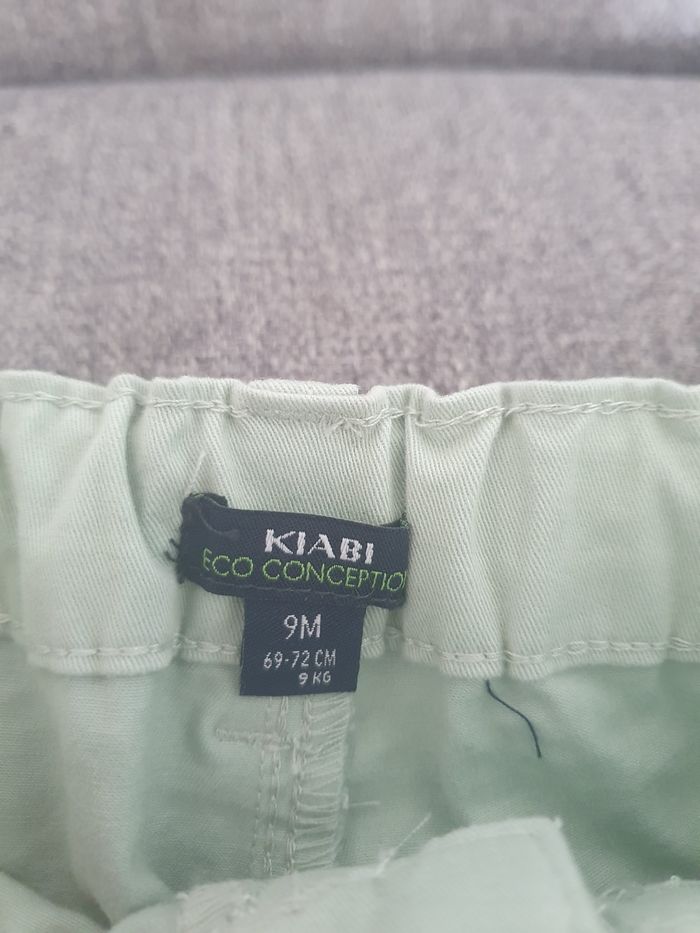 KIABI
ECO CONCEPTIO
9M
69-72 CM
9 KG